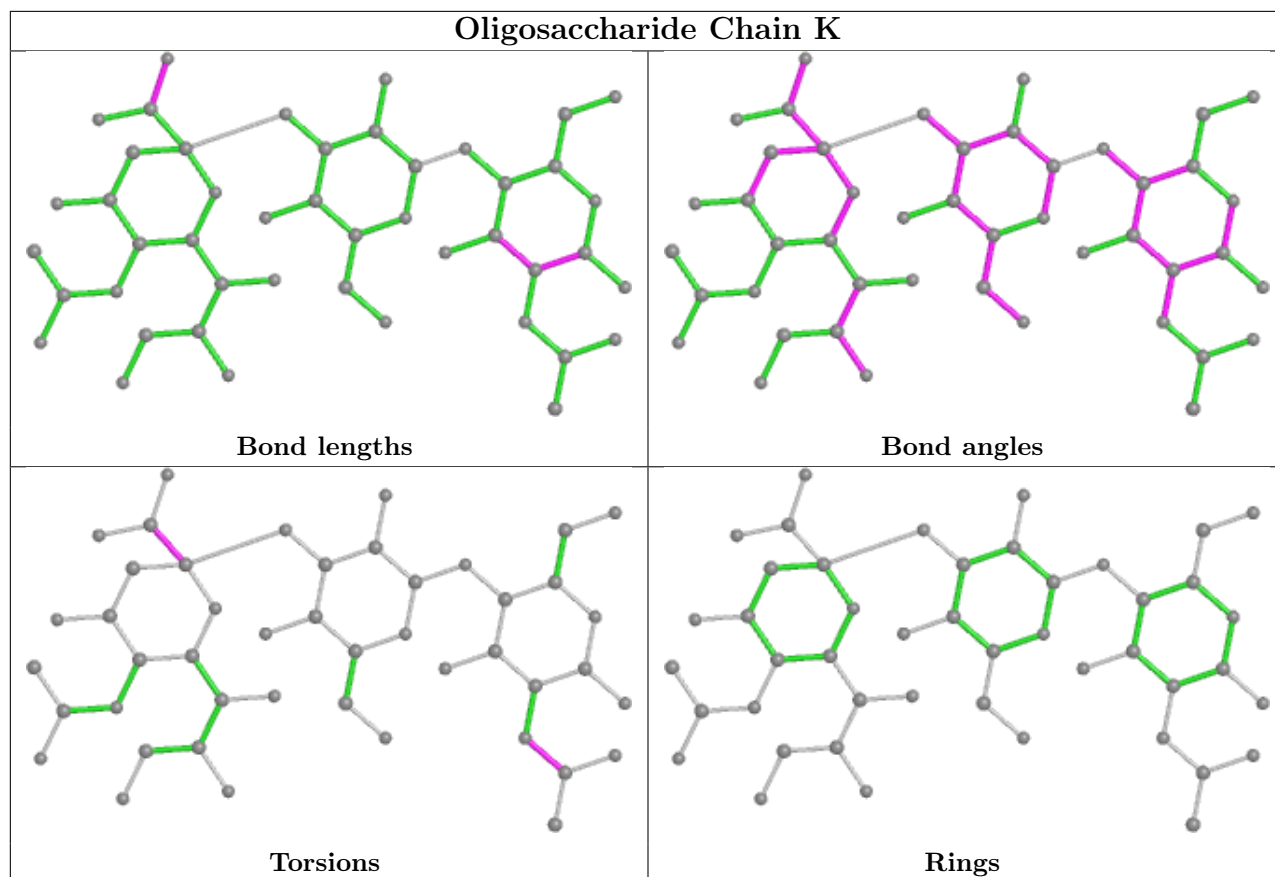 Oligosaccharide Chain K
Bond lengths
Bond angles
Torsions
Rings